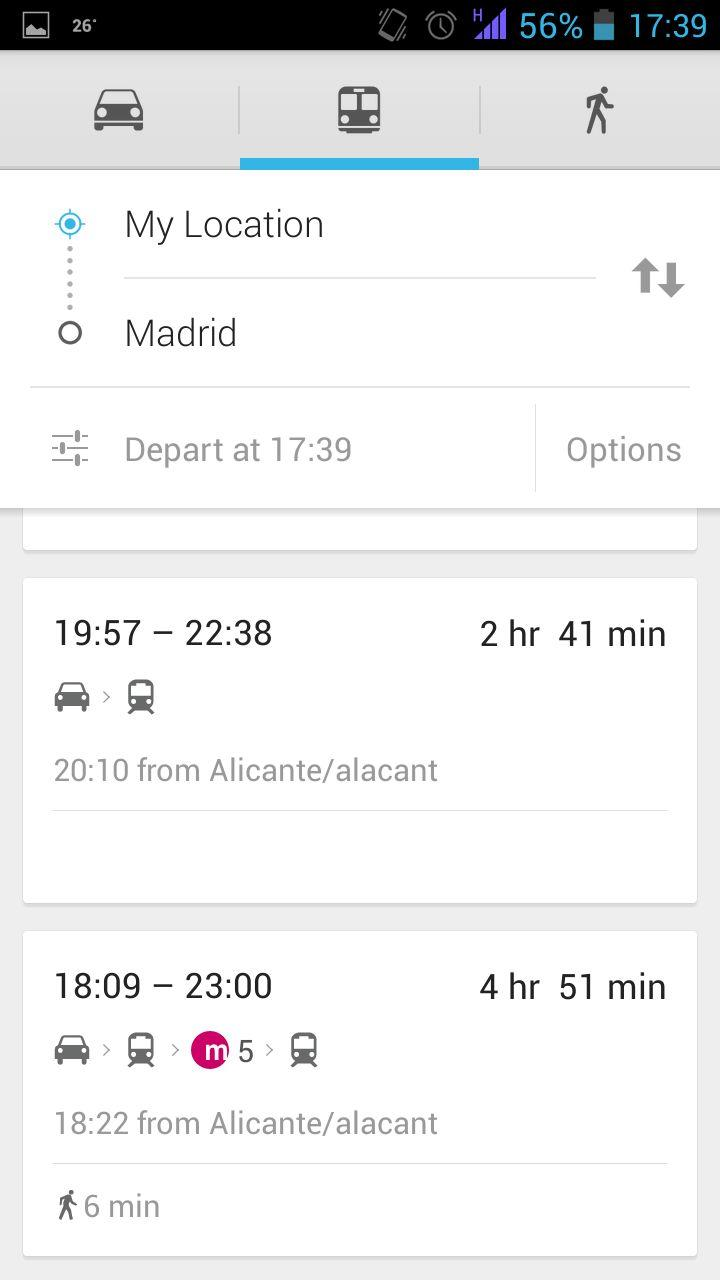 26°
H
56%
17:39
My Location
Madrid
Depart at 17:39
Options
19:57 – 22:38
2 hr 41 min
20:10 from Alicante/alacant
18:09 – 23:00
4 hr 51 min
m 5
18:22 from Alicante/alacant
6 min